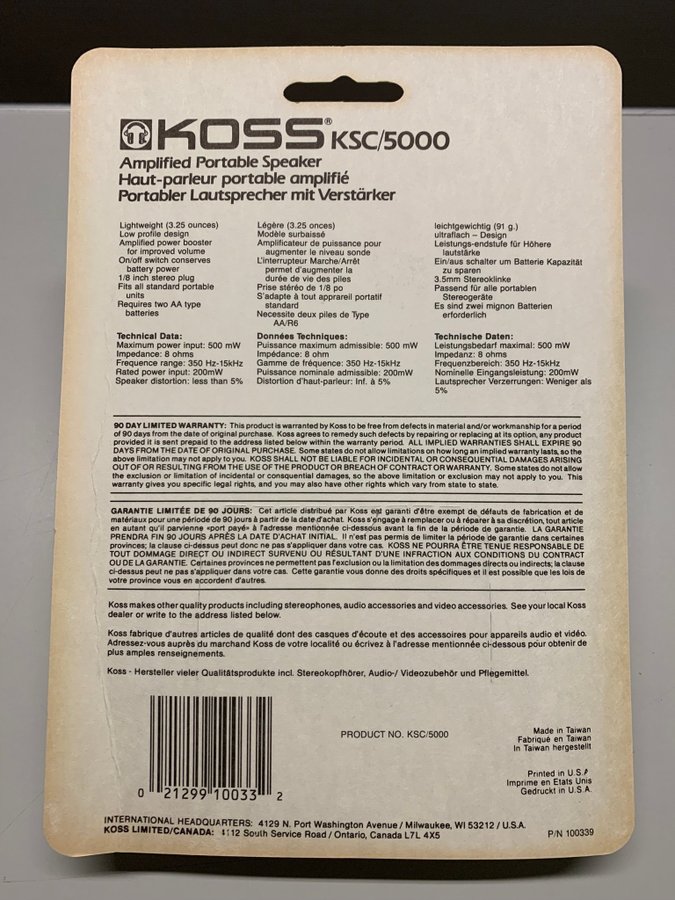 KOSS® KSC/5000
Amplified Portable Speaker
Haut-parleur portable amplifié
Portabler Lautsprecher mit Verstärker
Lightweight (3.25 ounces)
Low profile design
Amplified power booster
for improved volume
On/off switch conserves
battery power
1/8 inch stereo plug
Fits all standard portable
units
Requires two AA type
batteries
Technical Data:
Maximum power input: 500 mW
Impedance: 8 ohms
Frequency range: 350 Hz-15kHz
Rated power input: 200mW
Speaker distortion: less than 5%
Légère (3.25 onces)
Modèle surbaissé
Amplificateur de puissance pour
augmenter le niveau sonde
L'interrupteur Marche/Arrêt
permet d'augmenter la
durée de vie des piles
Prise stéréo de 1/8 po
S'adapte à tout appareil portatif
standard
Necessite deux piles de Type
AA/R6
Données Techniques:
Puissance maximum admissible: 500 mW
Impédance: 8 ohms
Gamme de fréquence: 350 Hz-15kHz
Puissance nominale admissible: 200mW
Distortion d'haut-parleur: Inf. à 5%
leichtgewichtig (91 g.)
ultraflach – Design
Leistungs-endstufe für Höhere
lautstärke
Ein/aus schalter um Batterie Kapazität
zu sparen
3.5mm Stereoklinke
Passend für alle portablen
Stereogeräte
Es sind zwei mignon Batterien
erforderlich
Technische Daten:
Leistungsbedarf maximal: 500 mW
Impedanz: 8 ohms
Frequenzbereich: 350 Hz-15kHz
Nominelle Eingangsleistung: 200mW
Lautsprecher Verzerrungen: Weniger als
5%
90 DAY LIMITED WARRANTY: This product is warranted by Koss to be free from defects in material and/or workmanship for a period
of 90 days from the date of original purchase. Koss agrees to remedy such defects by repairing or replacing at its option, any product
provided it is sent prepaid to the address listed below within the warranty period. ALL IMPLIED WARRANTIES SHALL EXPIRE 90
DAYS FROM THE DATE OF ORIGINAL PURCHASE. Some states do not allow limitations on how long an implied warranty lasts, so the
above limitation may not apply to you. KOSS SHALL NOT BE LIABLE FOR INCIDENTAL OR CONSEQUENTIAL DAMAGES ARISING
OUT OF OR RESULTING FROM THE USE OF THE PRODUCT OR BREACH OF CONTRACT OR WARRANTY. Some states do not allow
the exclusion or limitation of incidental or consquential damages, so the above limitation or exclusion may not apply to you. This
warranty gives you specific legal rights, and you may also have other rights which vary from state to state.
GARANTIE LIMITÉE DE 90 JOURS: Cet article distribué par Koss est garanti d'être exempt de défauts de fabrication et de
matériaux pour une période de 90 jours à partir de la date d'achat. Koss s'engage à remplacer ou à réparer à sa discrétion, tout article
en autant qu'il parvienne «port payé» à l'adresse mentionnée ci-dessous avant la fin de la période de garantie. LA GARANTIE
PRENDRA FIN 90 JOURS APRÈS LA DATE D'ACHAT INITIAL. Il n'est pas permis de limiter la période de garantie dans certaines
provinces; la clause ci-dessus peut donc ne pas s'appliquer dans votre cas. KOSS NE POURRA ÊTRE TENUE RESPONSABLE DE
TOUT DOMMAGE DIRECT OU INDIRECT SURVENU OU RÉSULTANT D'UNE INFRACTION AUX CONDITIONS DU CONTRACT
OU DE LA GARANTIE. Certaines provinces ne permettent pas l'exclusion ou la limitation des dommages directs ou indirects; la clause
ci-dessus peut ne pas s'appliquer dans votre cas. Cette garantie vous donne des droits spécifiques et il est possible que les lois de
votre province vous en accordent d'autres.
Koss makes other quality products including stereophones, audio accessories and video accessories. See your local Koss
dealer or write to the address listed below.
Koss fabrique d'autres articles de qualité dont des casques d'écoute et des accessoires pour appareils audio et vidéo.
Adressez-vous auprès du marchand Koss de votre localité ou écrivez à l'adresse mentionnée ci-dessous pour obtenir de
plus amples renseignements.
Koss - Hersteller vieler Qualitätsprodukte incl. Stereokopfhörer, Audio-/ Videozubehör und Pflegemittel.
PRODUCT NO. KSC/5000
Made in Taiwan
Fabriqué en Taiwan
In Taiwan hergestellt
Printed in U.S.A.
Imprime en Etats Unis
Gedruckt in U.S.A.
0 21299 10033 2
INTERNATIONAL HEADQUARTERS: 4129 N. Port Washington Avenue / Milwaukee, WI 53212 / U.S.A.
KOSS LIMITED/CANADA: 4112 South Service Road / Ontario, Canada L7L 4X5
P/N 100339